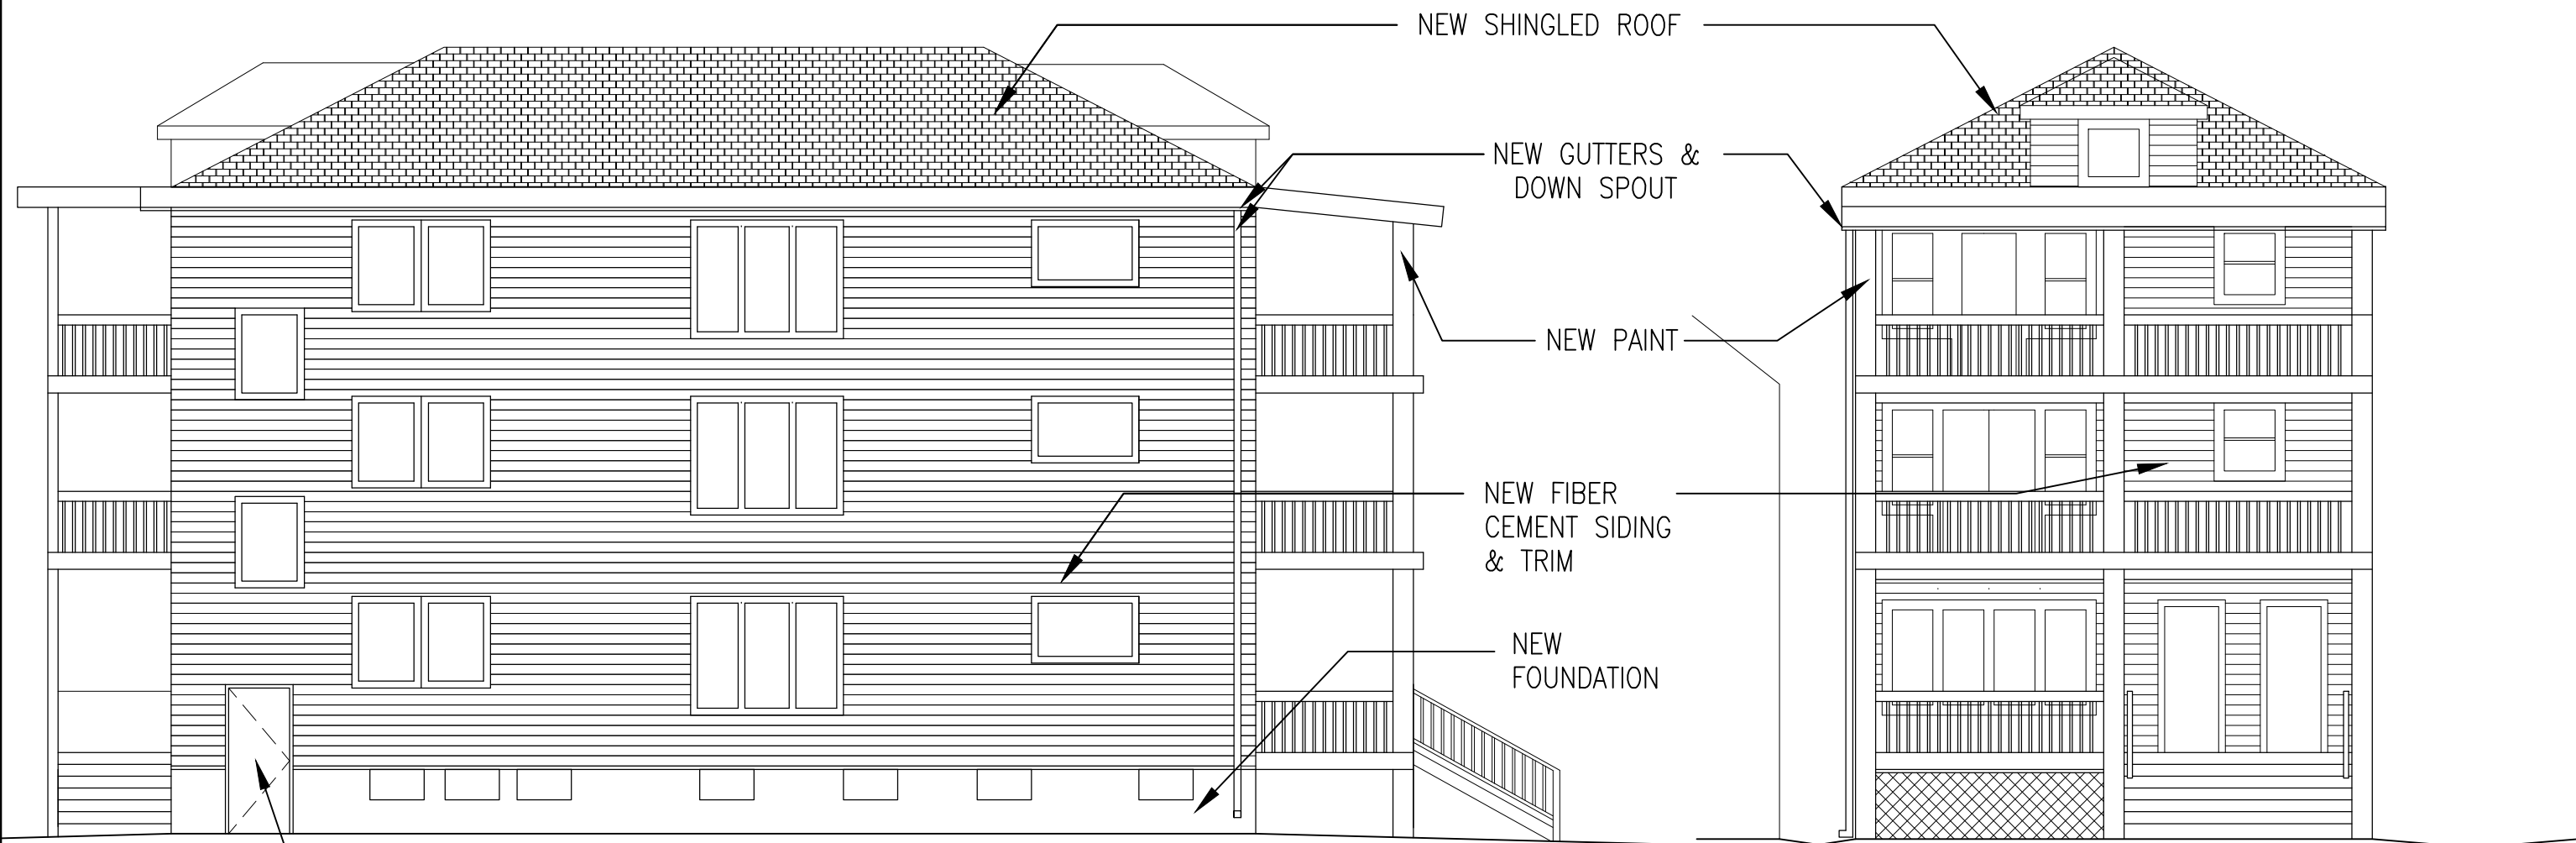 NEW SHINGLED ROOF
NEW GUTTERS &
DOWN SPOUT
NEW PAINT
NEW FIBER
CEMENT SIDING
& TRIM
NEW
FOUNDATION